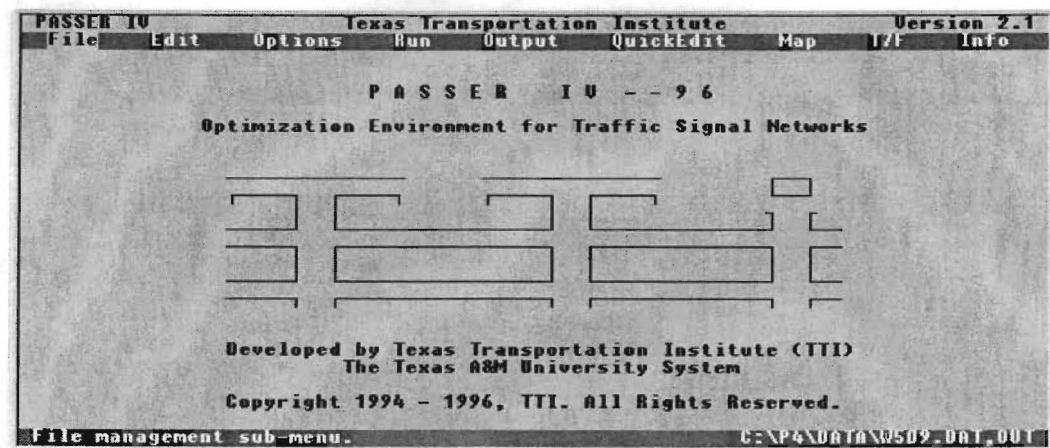 PASSER IV Texas Transportation Institute Version 2.1
File Edit Options Run Output QuickEdit Map T/F Info
P A S S E R I V - - 9 6
Optimization Environment for Traffic Signal Networks
Developed by Texas Transportation Institute (TTI)
The Texas A&M University System
Copyright 1994 - 1996, TTI. All Rights Reserved.
File management sub-menu. C:\P4\DATA\W509.DAT,OUT